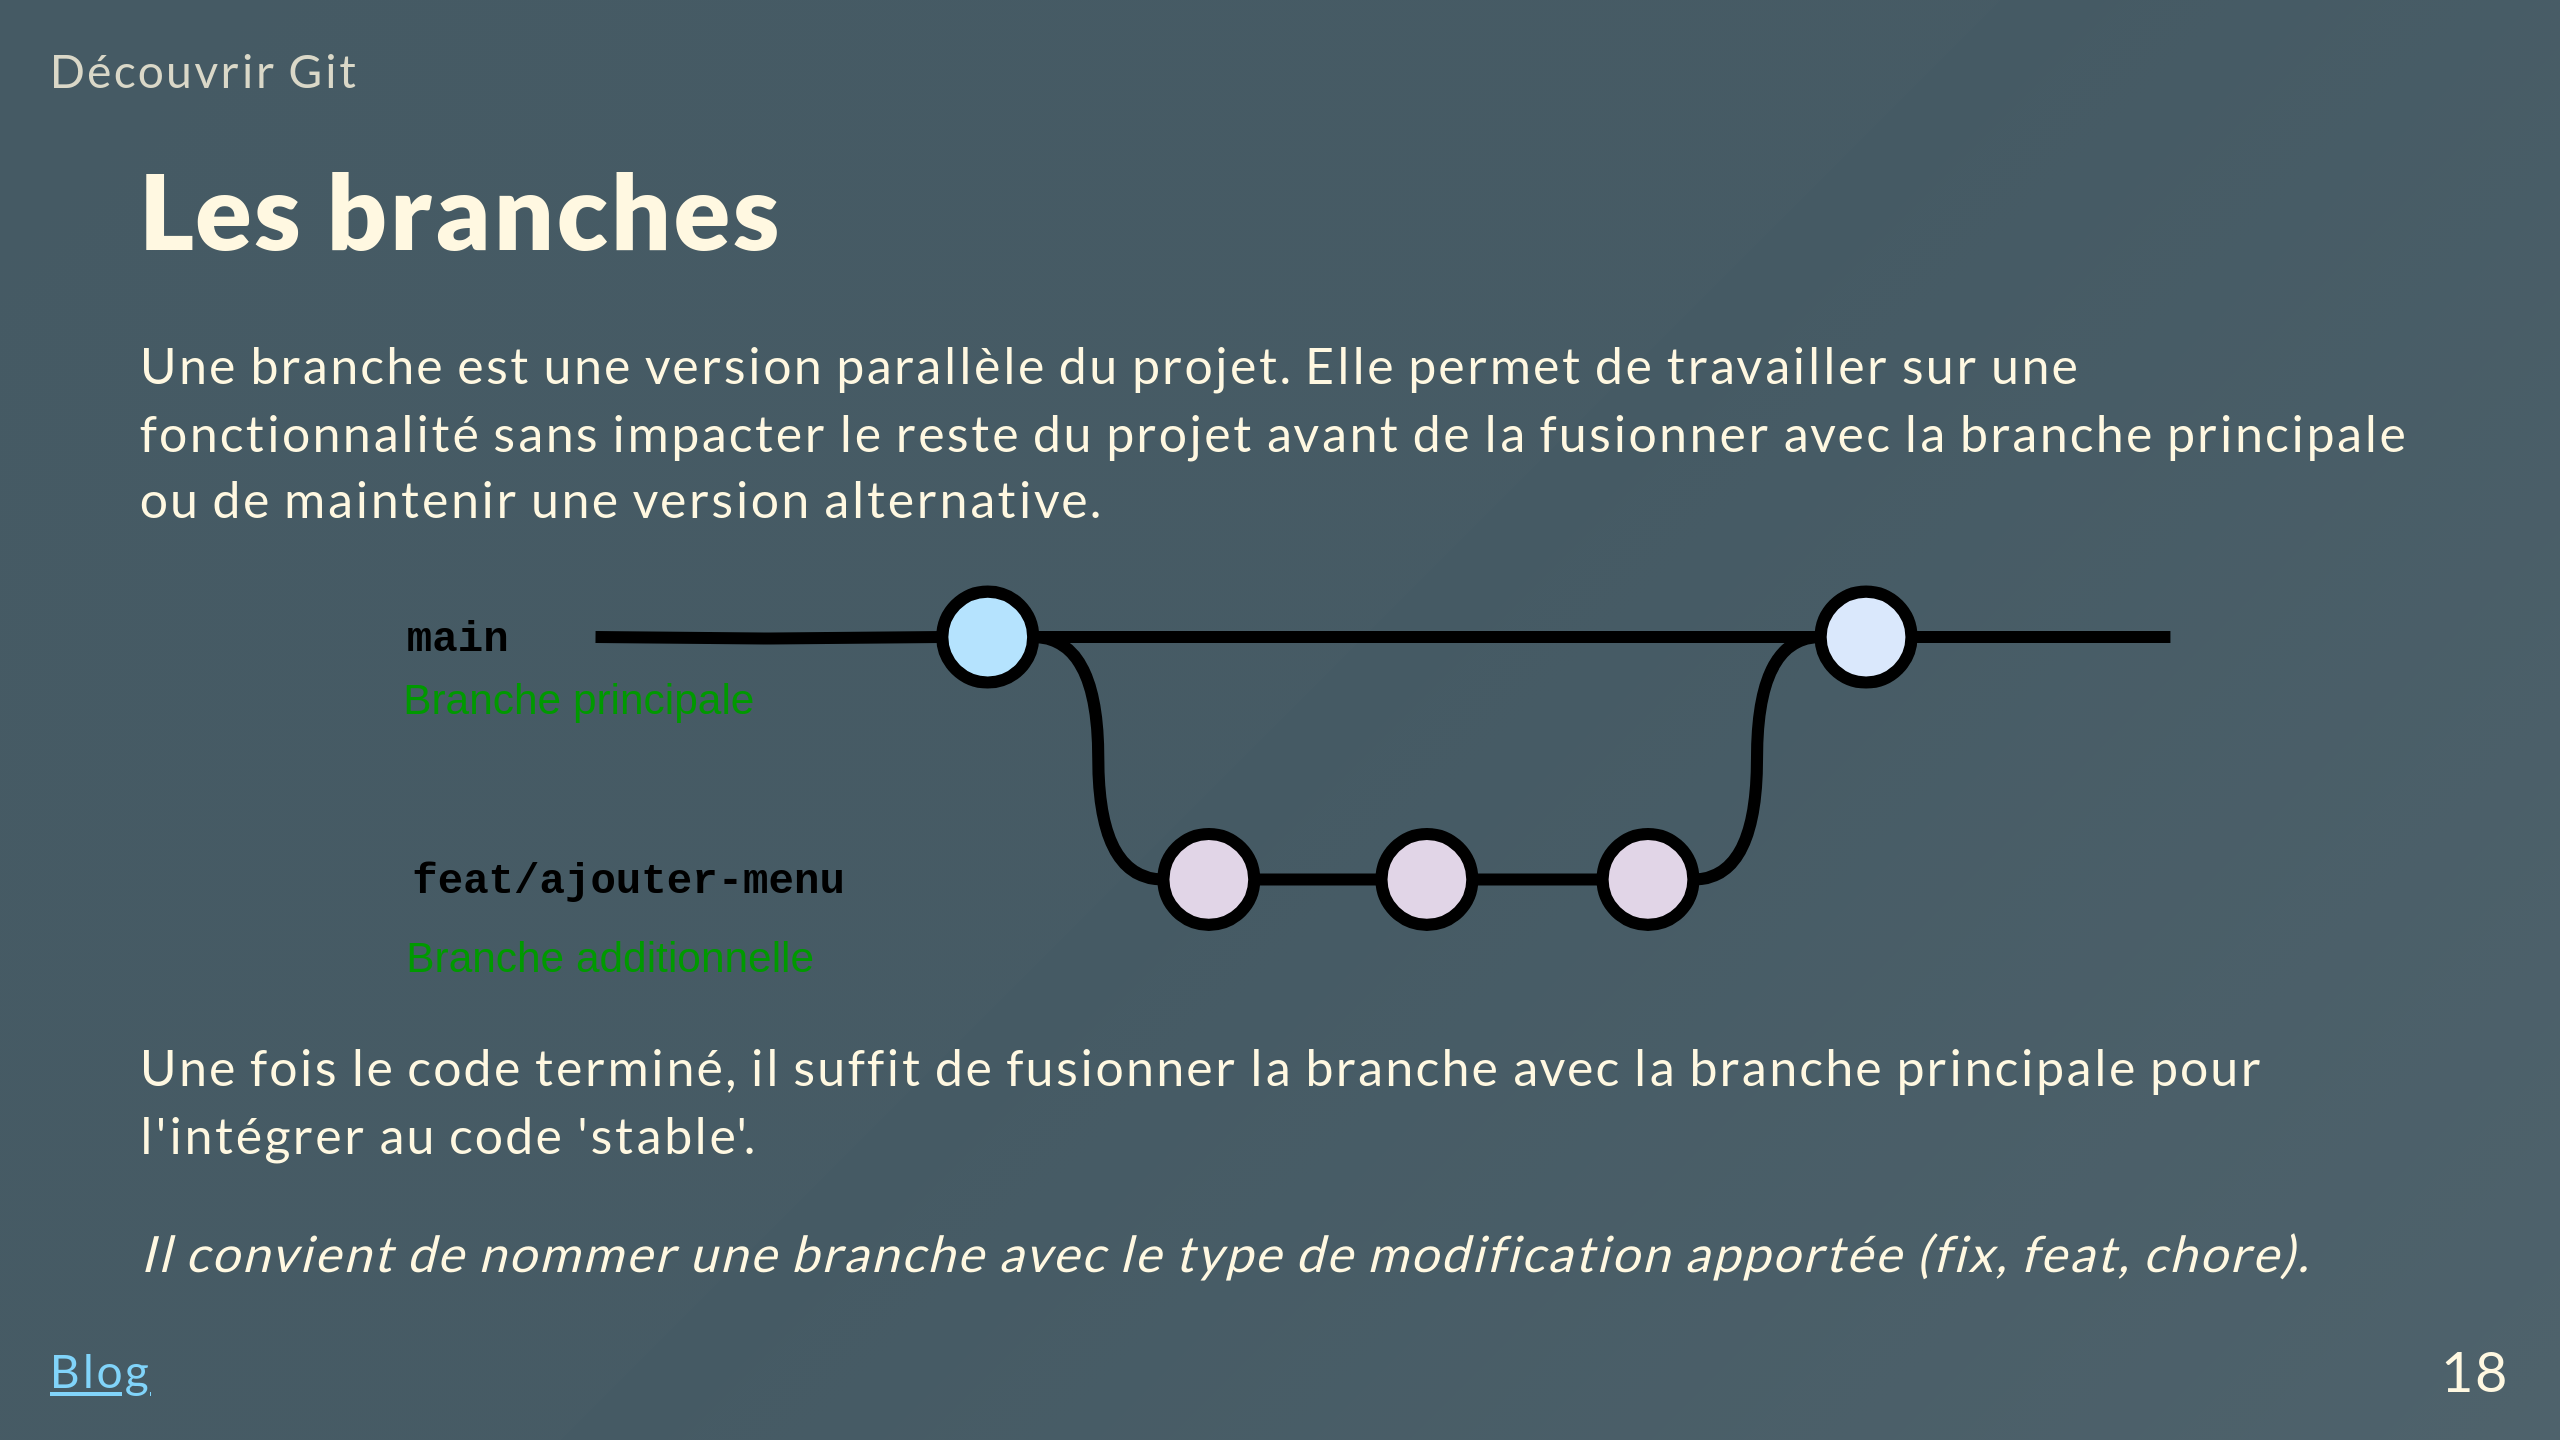 Découvrir Git
Les branches
Une branche est une version parallèle du projet. Elle permet de travailler sur une
fonctionnalité sans impacter le reste du projet avant de la fusionner avec la branche principale
ou de maintenir une version alternative.
main
Branche principale
feat/ajouter-menu
Branche additionnelle
Une fois le code terminé, il suffit de fusionner la branche avec la branche principale pour
l'intégrer au code 'stable'.
Il convient de nommer une branche avec le type de modification apportée (fix, feat, chore).
Blog
18